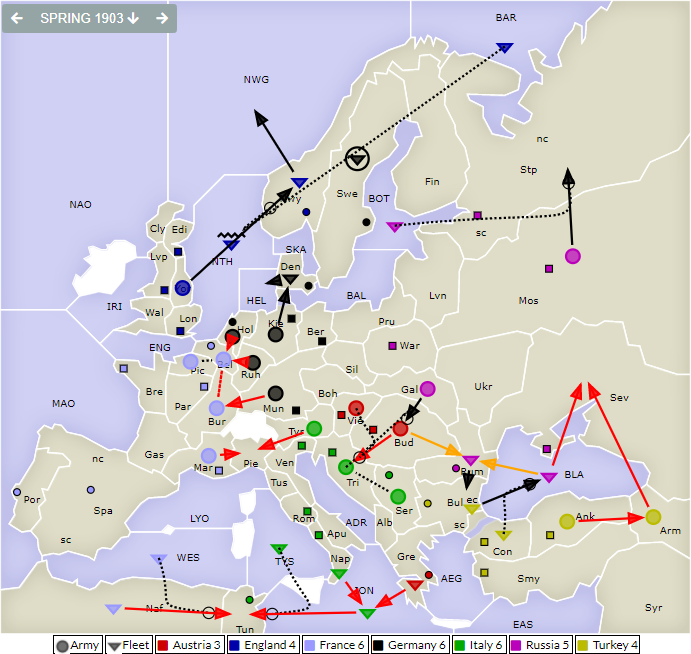 SPRING 1903
BAR
NWG
nc
Stp
Fin
Swe
BOT
sc
NAO
Cly Edi
SKA
Lvp
NTH
Den
Mos
HEL
BAL
Lvn
IRI
Wal
Lon
Hol
Kie
Ber
Pru
ENG
War
Pic
Ruh
Sil
Bre
Par
Bur
Mun
Boh
Gal
Ukr
MAO
Vie
Sev
Tyr
Bud
Gas
Mar
Pie
Ven
nc
Tri
Rum
BLA
Por
Spa
Tus
Ser
Bul ec
LYO
Rom
ADR
Alb
sc
Ank
sc
Apu
Con
Arm
WES
TYS
Nap
Gre
AEG
Smy
ION
Naf
Tun
EAS
Syr
Army Fleet Austria 3 England 4 France 6 Germany 6 Italy 6 Russia 5 Turkey 4